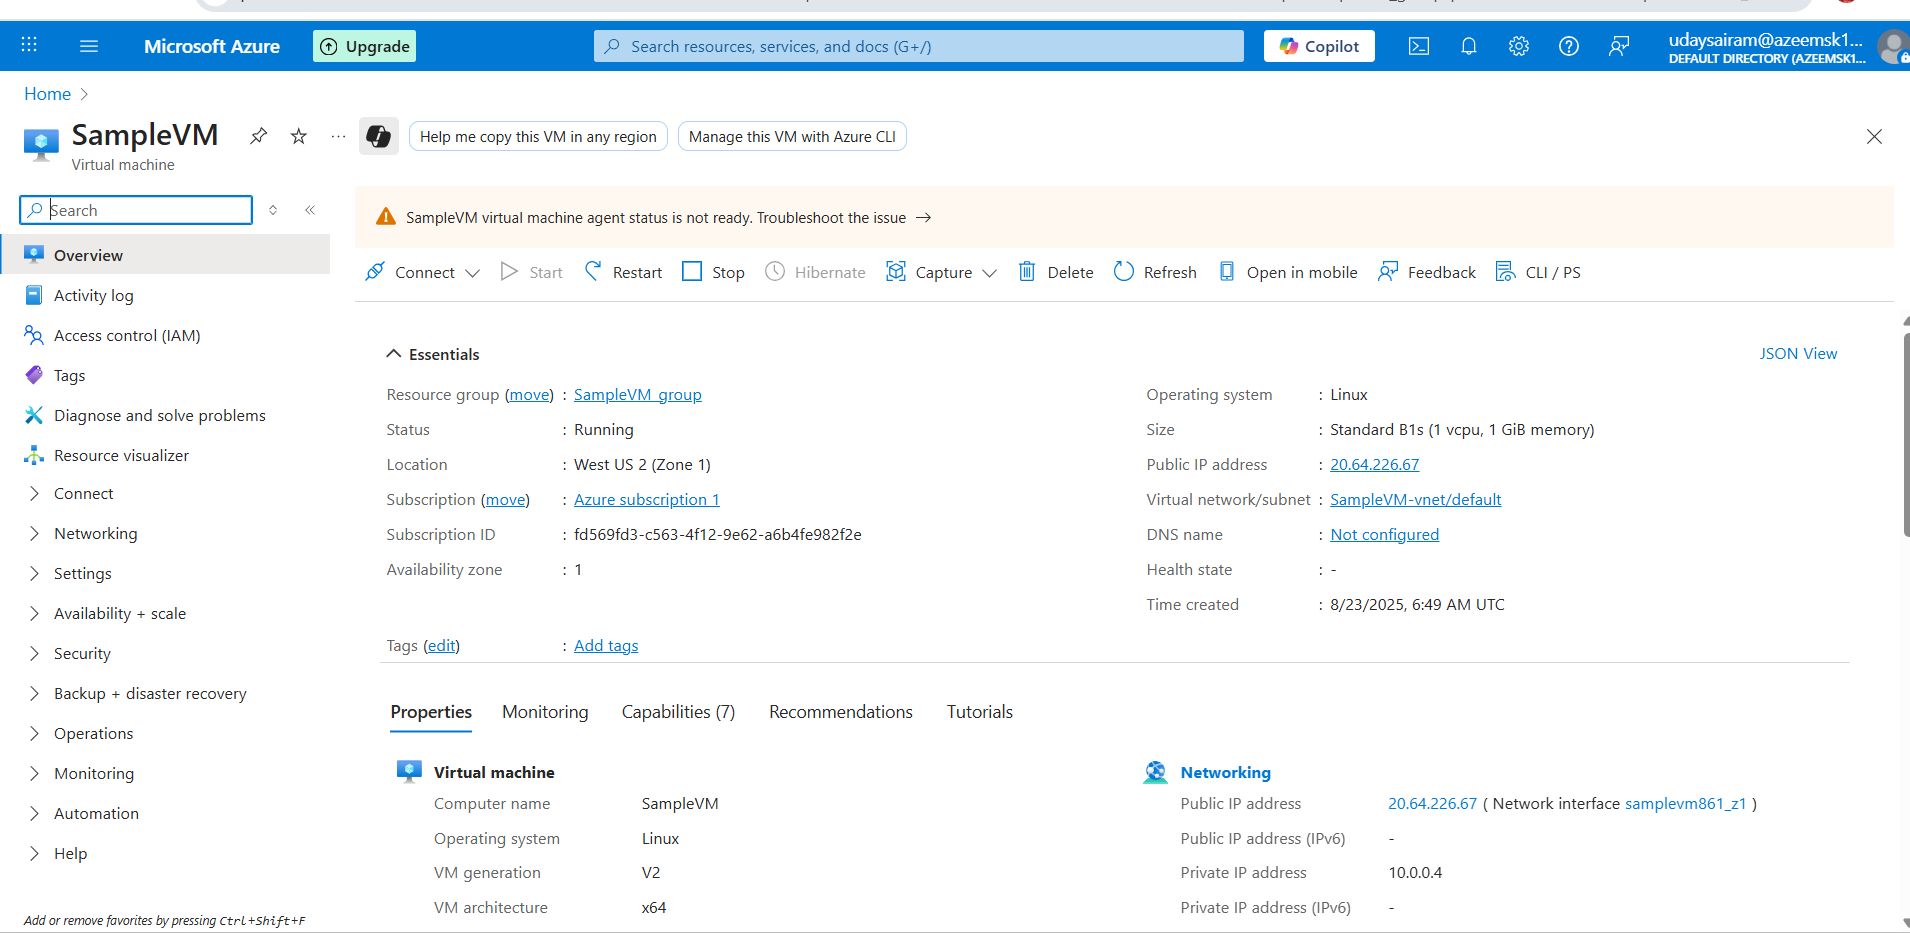 Microsoft Azure
Upgrade
Search resources, services, and docs (G+/)
Copilot
udaysairam@azeemsk1...
DEFAULT DIRECTORY (AZEEMSK1...
Home
SampleVM
Virtual machine
Help me copy this VM in any region
Manage this VM with Azure CLI
Search
Overview
Activity log
Access control (IAM)
Tags
Diagnose and solve problems
Resource visualizer
Connect
Networking
Settings
Availability + scale
Security
Backup + disaster recovery
Operations
Monitoring
Automation
Help
Add or remove favorites by pressing Ctrl+Shift+F
SampleVM virtual machine agent status is not ready. Troubleshoot the issue →
Connect Start Restart Stop Hibernate Capture Delete Refresh Open in mobile Feedback CLI / PS
Essentials
JSON View
Resource group (move) : SampleVM_group
Status : Running
Location : West US 2 (Zone 1)
Subscription (move) : Azure subscription 1
Subscription ID : fd569fd3-c563-4f12-9e62-a6b4fe982f2e
Availability zone : 1
Operating system : Linux
Size : Standard B1s (1 vcpu, 1 GiB memory)
Public IP address : 20.64.226.67
Virtual network/subnet : SampleVM-vnet/default
DNS name : Not configured
Health state : -
Time created : 8/23/2025, 6:49 AM UTC
Tags (edit) : Add tags
Properties Monitoring Capabilities (7) Recommendations Tutorials
Virtual machine
Computer name SampleVM
Operating system Linux
VM generation V2
VM architecture x64
Networking
Public IP address 20.64.226.67 ( Network interface samplevm861_z1 )
Public IP address (IPv6) -
Private IP address 10.0.0.4
Private IP address (IPv6) -